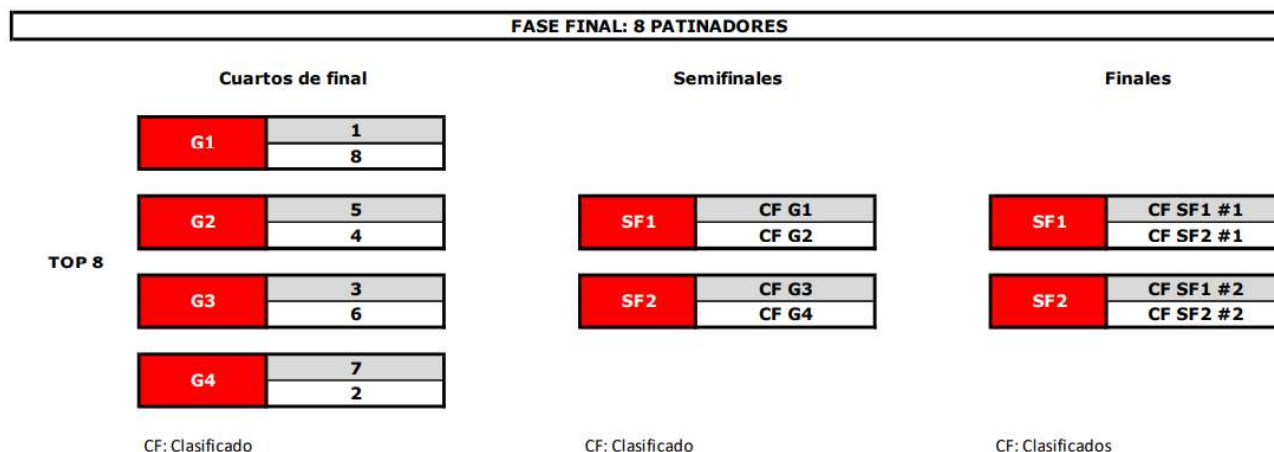 FASE FINAL: 8 PATINADORES
Cuartos de final
Semifinales
Finales
TOP 8
G1
1
8
G2
5
4
G3
3
6
G4
7
2
CF: Clasificado
SF1
CF G1
CF G2
SF2
CF G3
CF G4
CF: Clasificado
SF1
CF SF1 #1
CF SF2 #1
SF2
CF SF1 #2
CF SF2 #2
CF: Clasificados